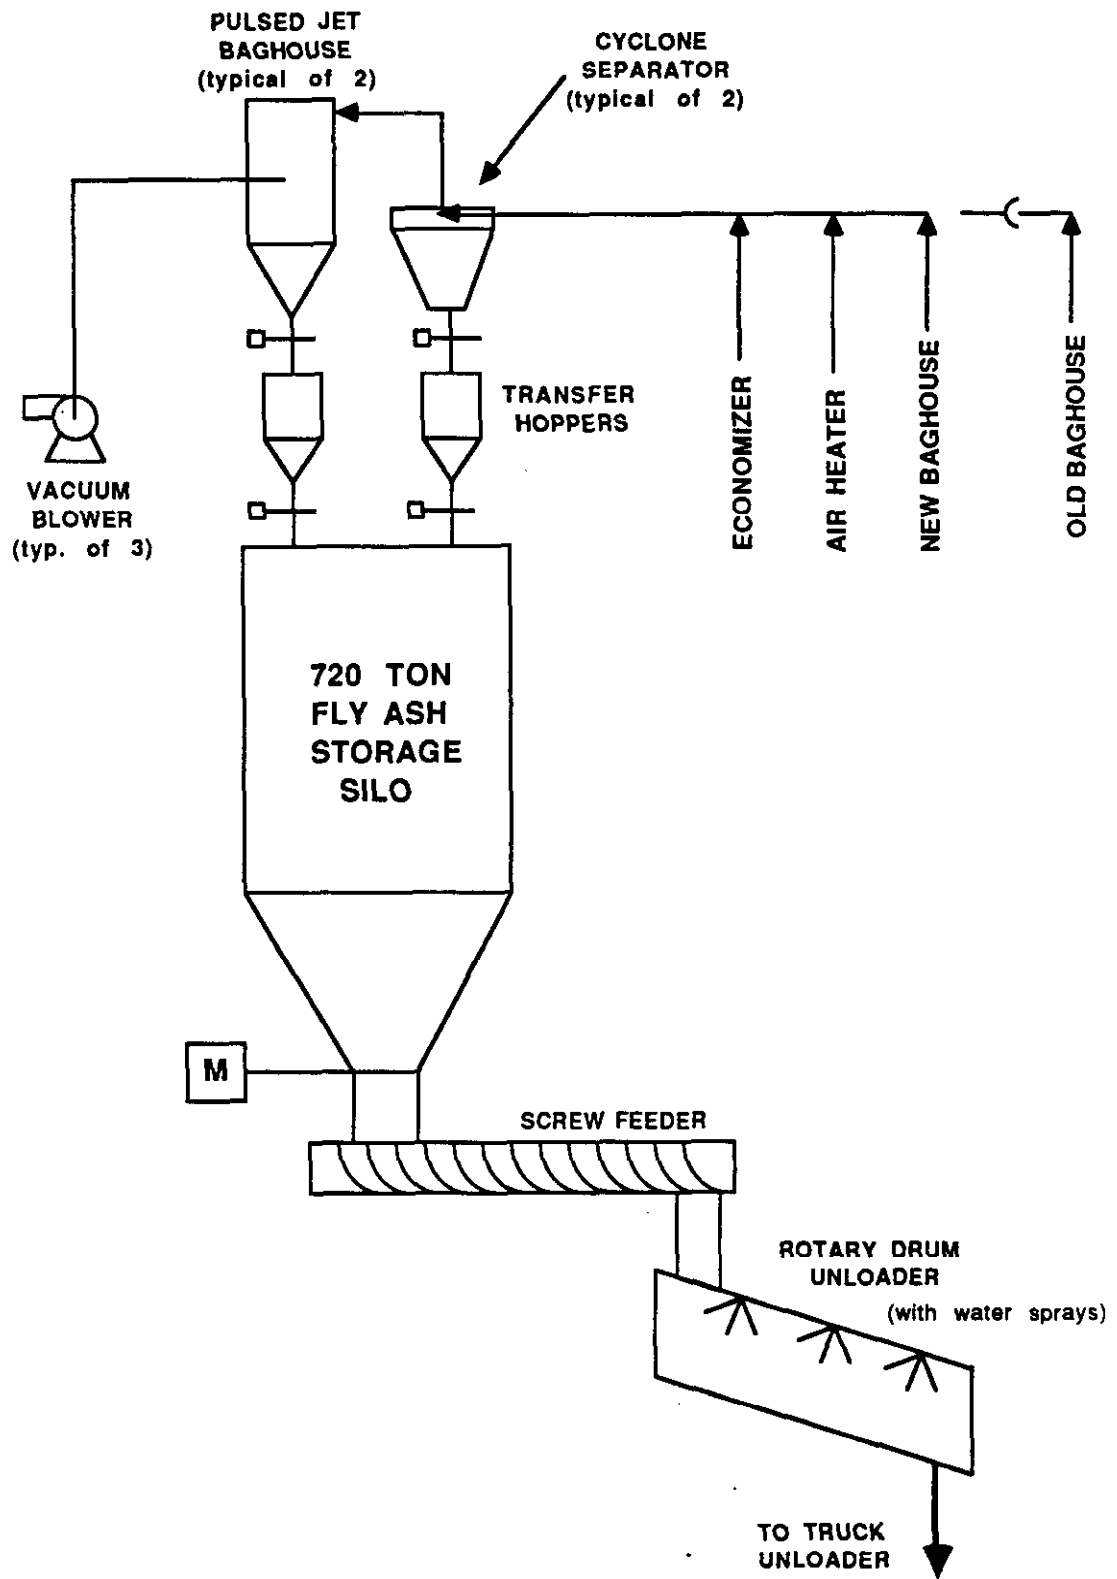 PULSED JET
BAGHOUSE
(typical of 2)
CYCLONE
SEPARATOR
(typical of 2)
TRANSFER
HOPPERS
ECONOMIZER
AIR HEATER
NEW BAGHOUSE
OLD BAGHOUSE
VACUUM
BLOWER
(typ. of 3)
720 TON
FLY ASH
STORAGE
SILO
M
SCREW FEEDER
ROTARY DRUM
UNLOADER
(with water sprays)
TO TRUCK
UNLOADER